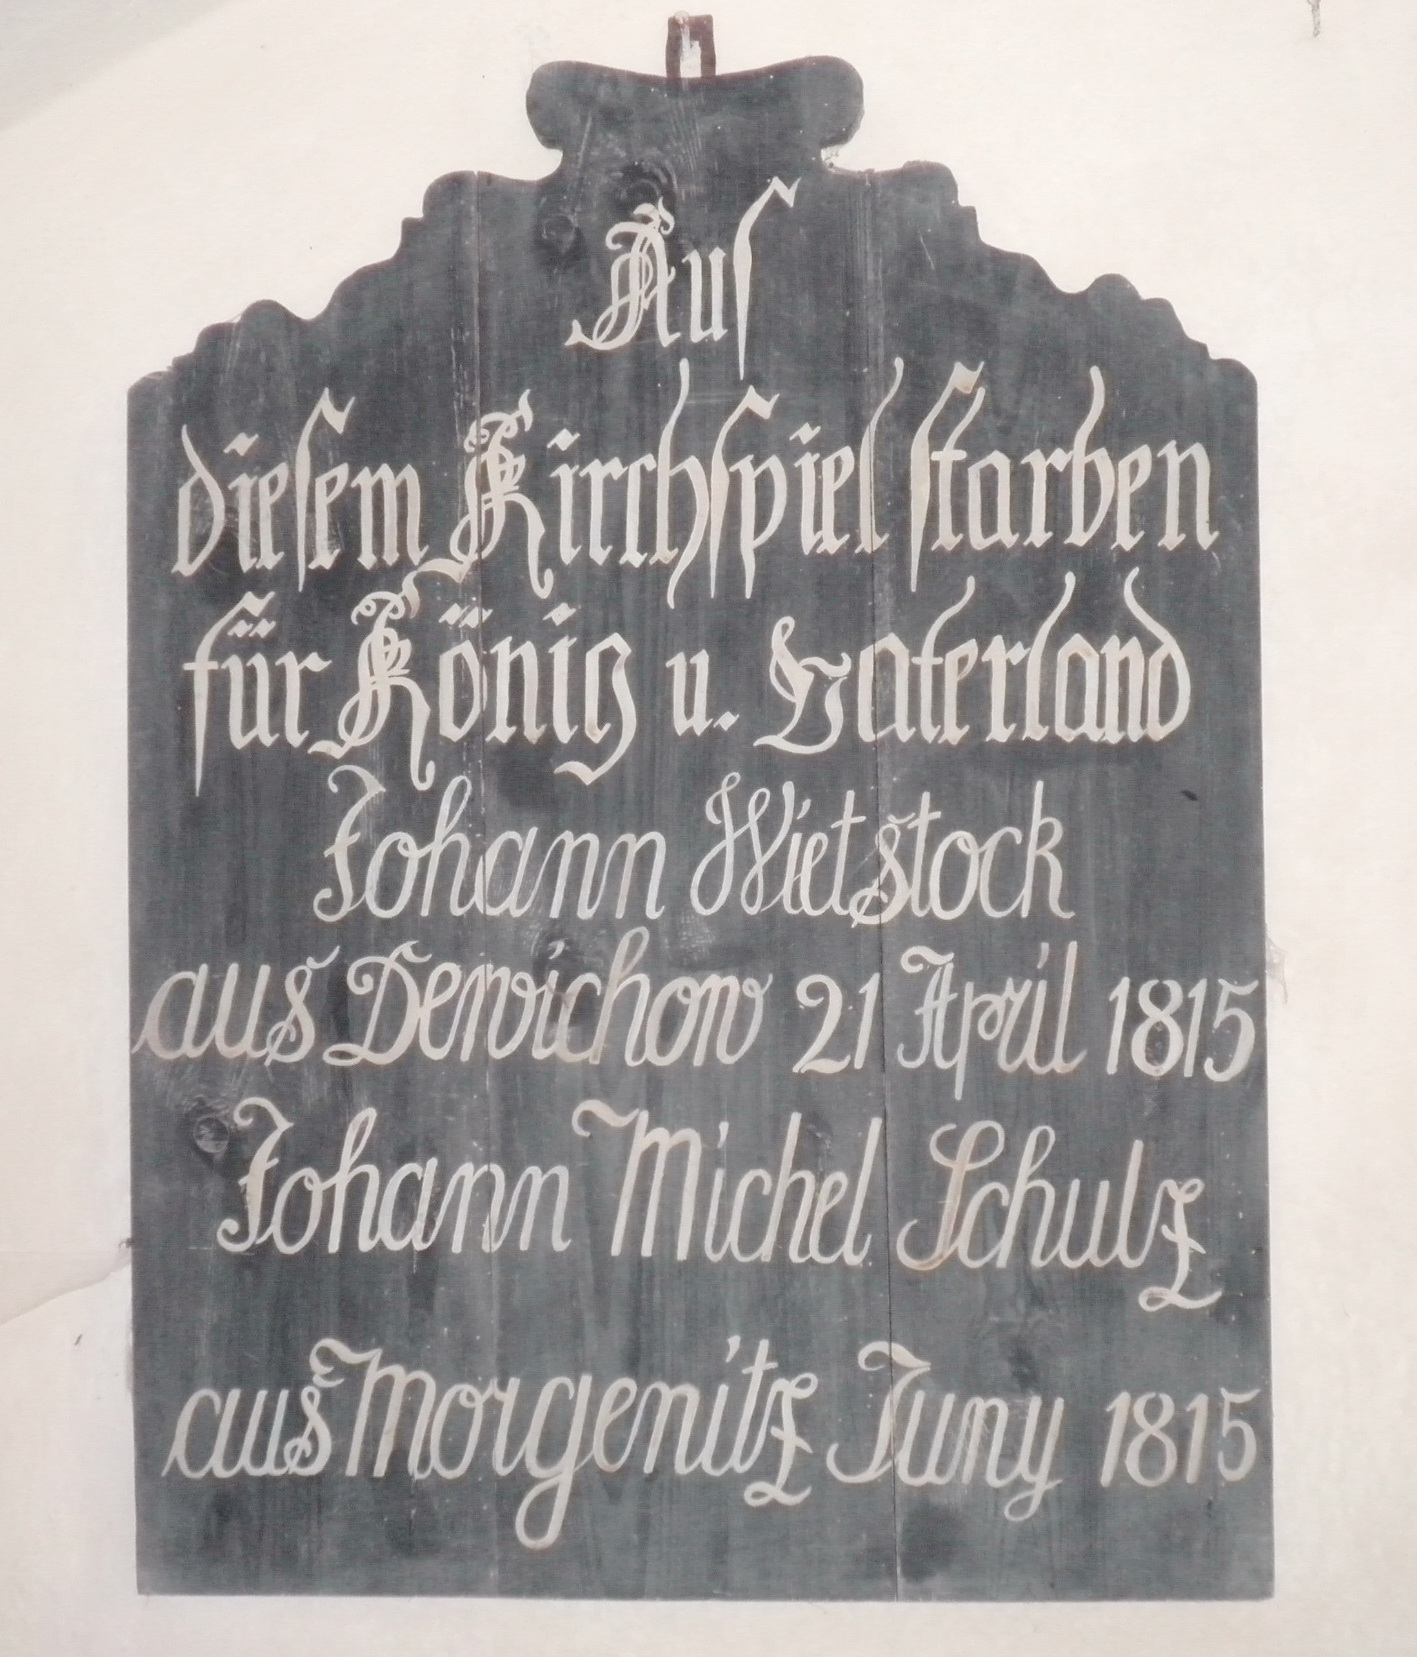 Aus
diesem Kirchspiel starben
für König u. Vaterland
Johann Wietstock
aus Dewichow 21 April 1815
Johann Michel Schulz
aus Morgenitz Juny 1815